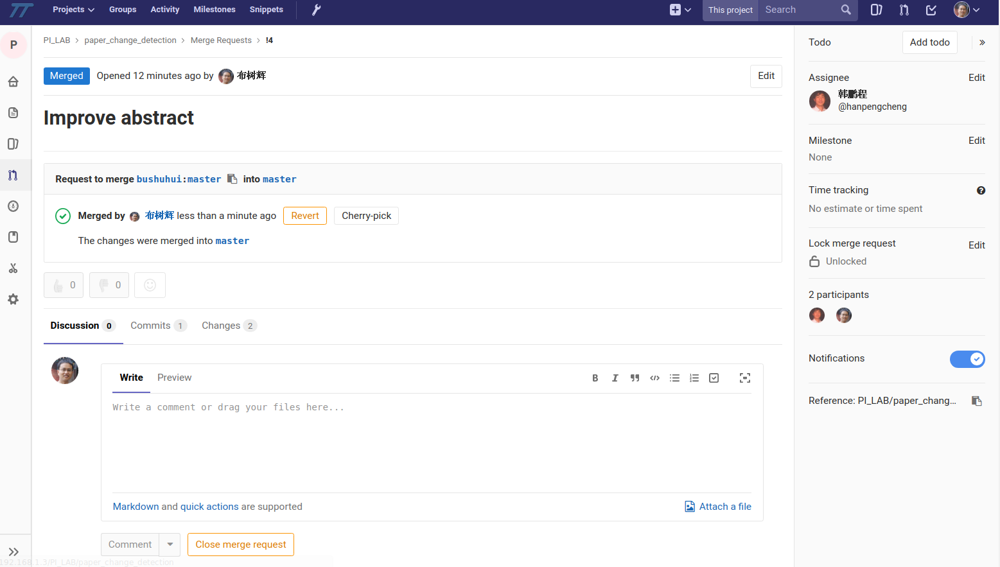 Projects Groups Activity Milestones Snippets This project Search
P
PI_LAB > paper_change_detection > Merge Requests > !4
Merged Opened 12 minutes ago by 布树辉 Edit
Improve abstract
Request to merge bushuhui:master into master
Merged by 布树辉 less than a minute ago Revert Cherry-pick
The changes were merged into master
0 0
Discussion 0 Commits 1 Changes 2
Write Preview
Write a comment or drag your files here...
Markdown and quick actions are supported Attach a file
Comment Close merge request
192.168.1.3/PI_LAB/paper_change_detection
Todo Add todo »
Assignee Edit
韩鹏程
@hanpengcheng
Milestone Edit
None
Time tracking
No estimate or time spent
Lock merge request Edit
Unlocked
2 participants
Notifications
Reference: PI_LAB/paper_chang...